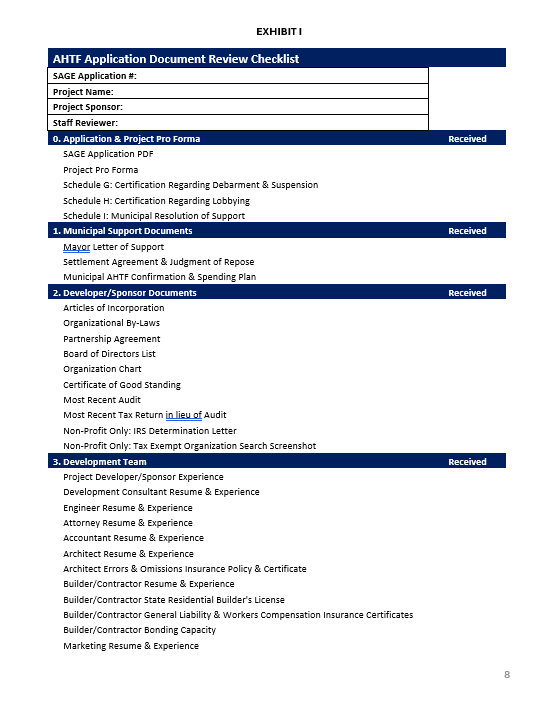 EXHIBIT I
AHTF Application Document Review Checklist
SAGE Application #:
Project Name:
Project Sponsor:
Staff Reviewer:
0. Application & Project Pro Forma Received
SAGE Application PDF
Project Pro Forma
Schedule G: Certification Regarding Debarment & Suspension
Schedule H: Certification Regarding Lobbying
Schedule I: Municipal Resolution of Support
1. Municipal Support Documents Received
Mayor Letter of Support
Settlement Agreement & Judgment of Repose
Municipal AHTF Confirmation & Spending Plan
2. Developer/Sponsor Documents Received
Articles of Incorporation
Organizational By-Laws
Partnership Agreement
Board of Directors List
Organization Chart
Certificate of Good Standing
Most Recent Audit
Most Recent Tax Return in lieu of Audit
Non-Profit Only: IRS Determination Letter
Non-Profit Only: Tax Exempt Organization Search Screenshot
3. Development Team Received
Project Developer/Sponsor Experience
Development Consultant Resume & Experience
Engineer Resume & Experience
Attorney Resume & Experience
Accountant Resume & Experience
Architect Resume & Experience
Architect Errors & Omissions Insurance Policy & Certificate
Builder/Contractor Resume & Experience
Builder/Contractor State Residential Builder's License
Builder/Contractor General Liability & Workers Compensation Insurance Certificates
Builder/Contractor Bonding Capacity
Marketing Resume & Experience
8